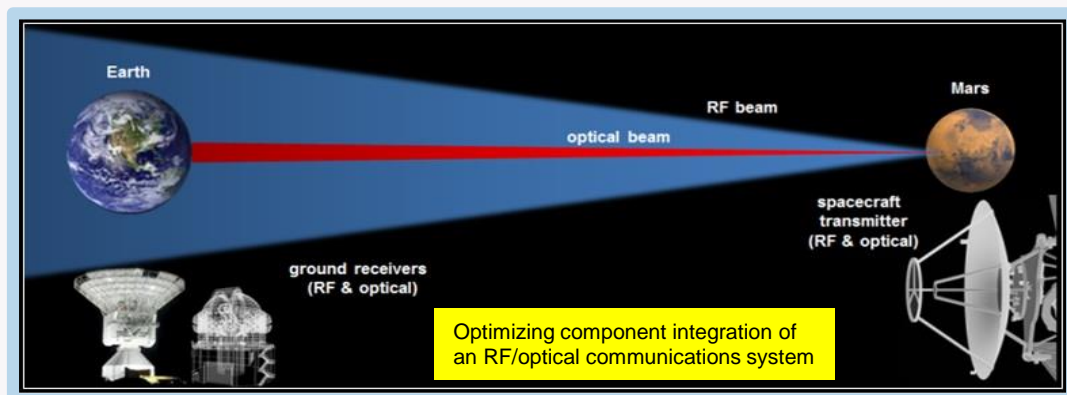 Earth
Mars
RF beam
optical beam
spacecraft
transmitter
(RF & optical)
ground receivers
(RF & optical)
Optimizing component integration of
an RF/optical communications system